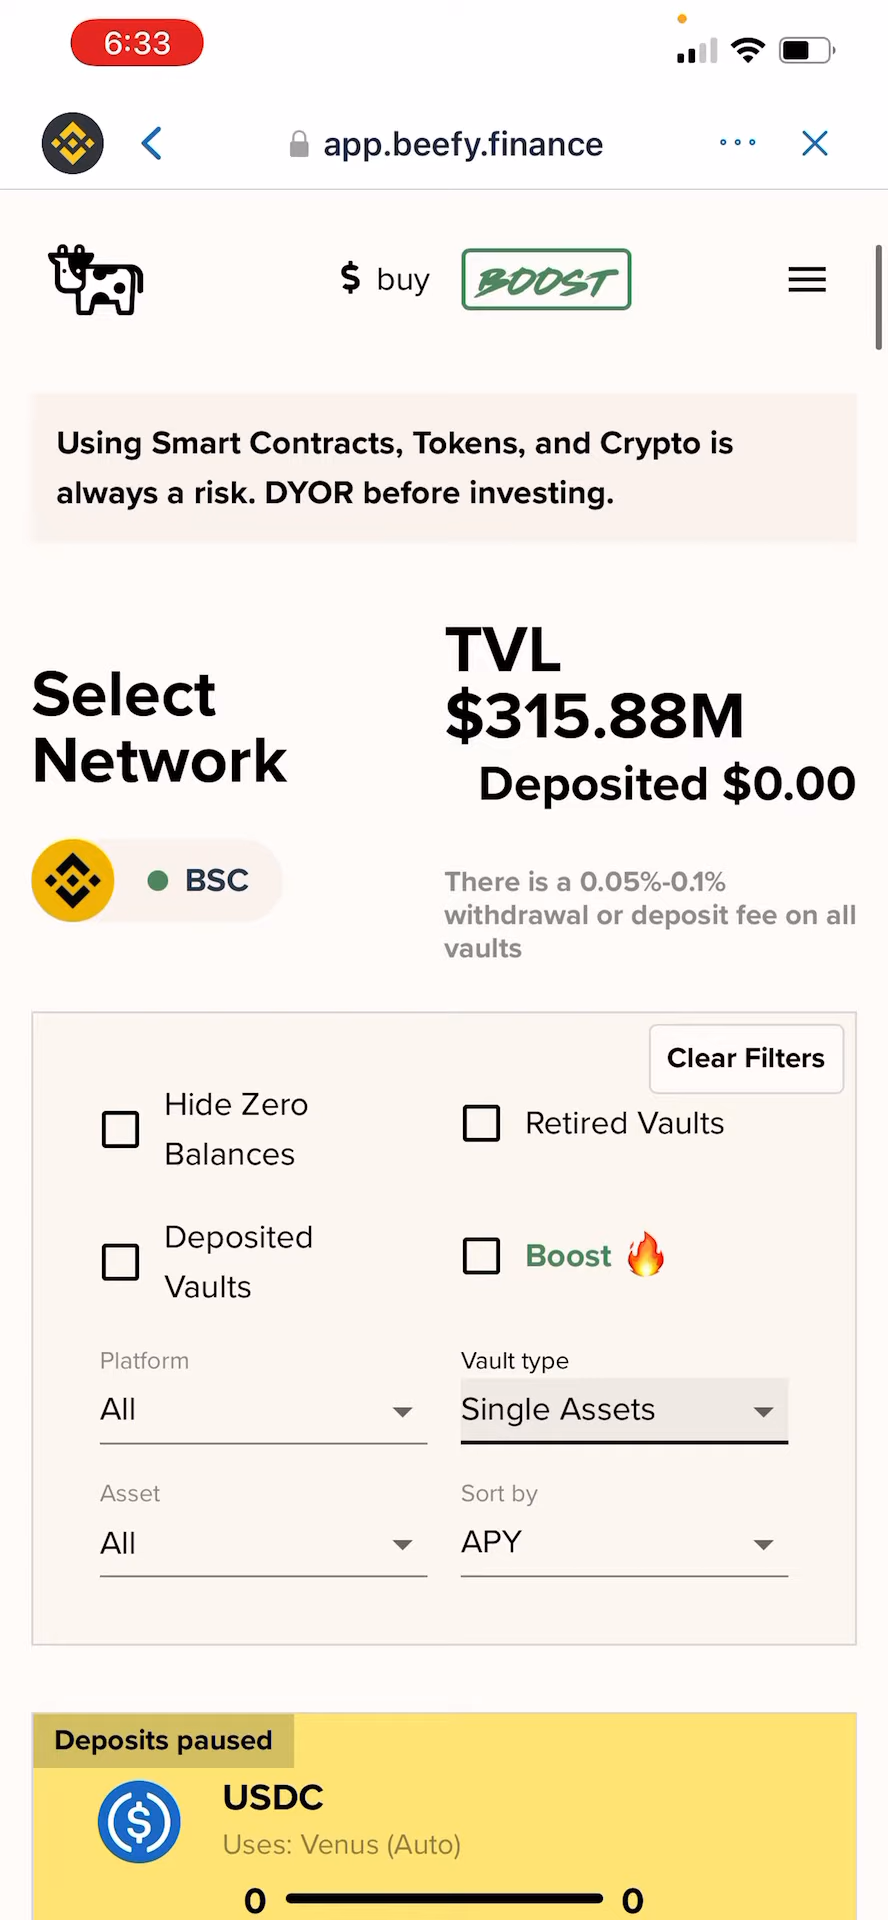 6:33
app.beefy.finance
$ buy
BOOST
Using Smart Contracts, Tokens, and Crypto is
always a risk. DYOR before investing.
Select
Network
BSC
TVL
$315.88M
Deposited $0.00
There is a 0.05%-0.1%
withdrawal or deposit fee on all
vaults
Clear Filters
Hide Zero
Balances
Retired Vaults
Deposited
Vaults
Boost 🔥
Platform
All
Vault type
Single Assets
Asset
All
Sort by
APY
Deposits paused
USDC
Uses: Venus (Auto)
0 0